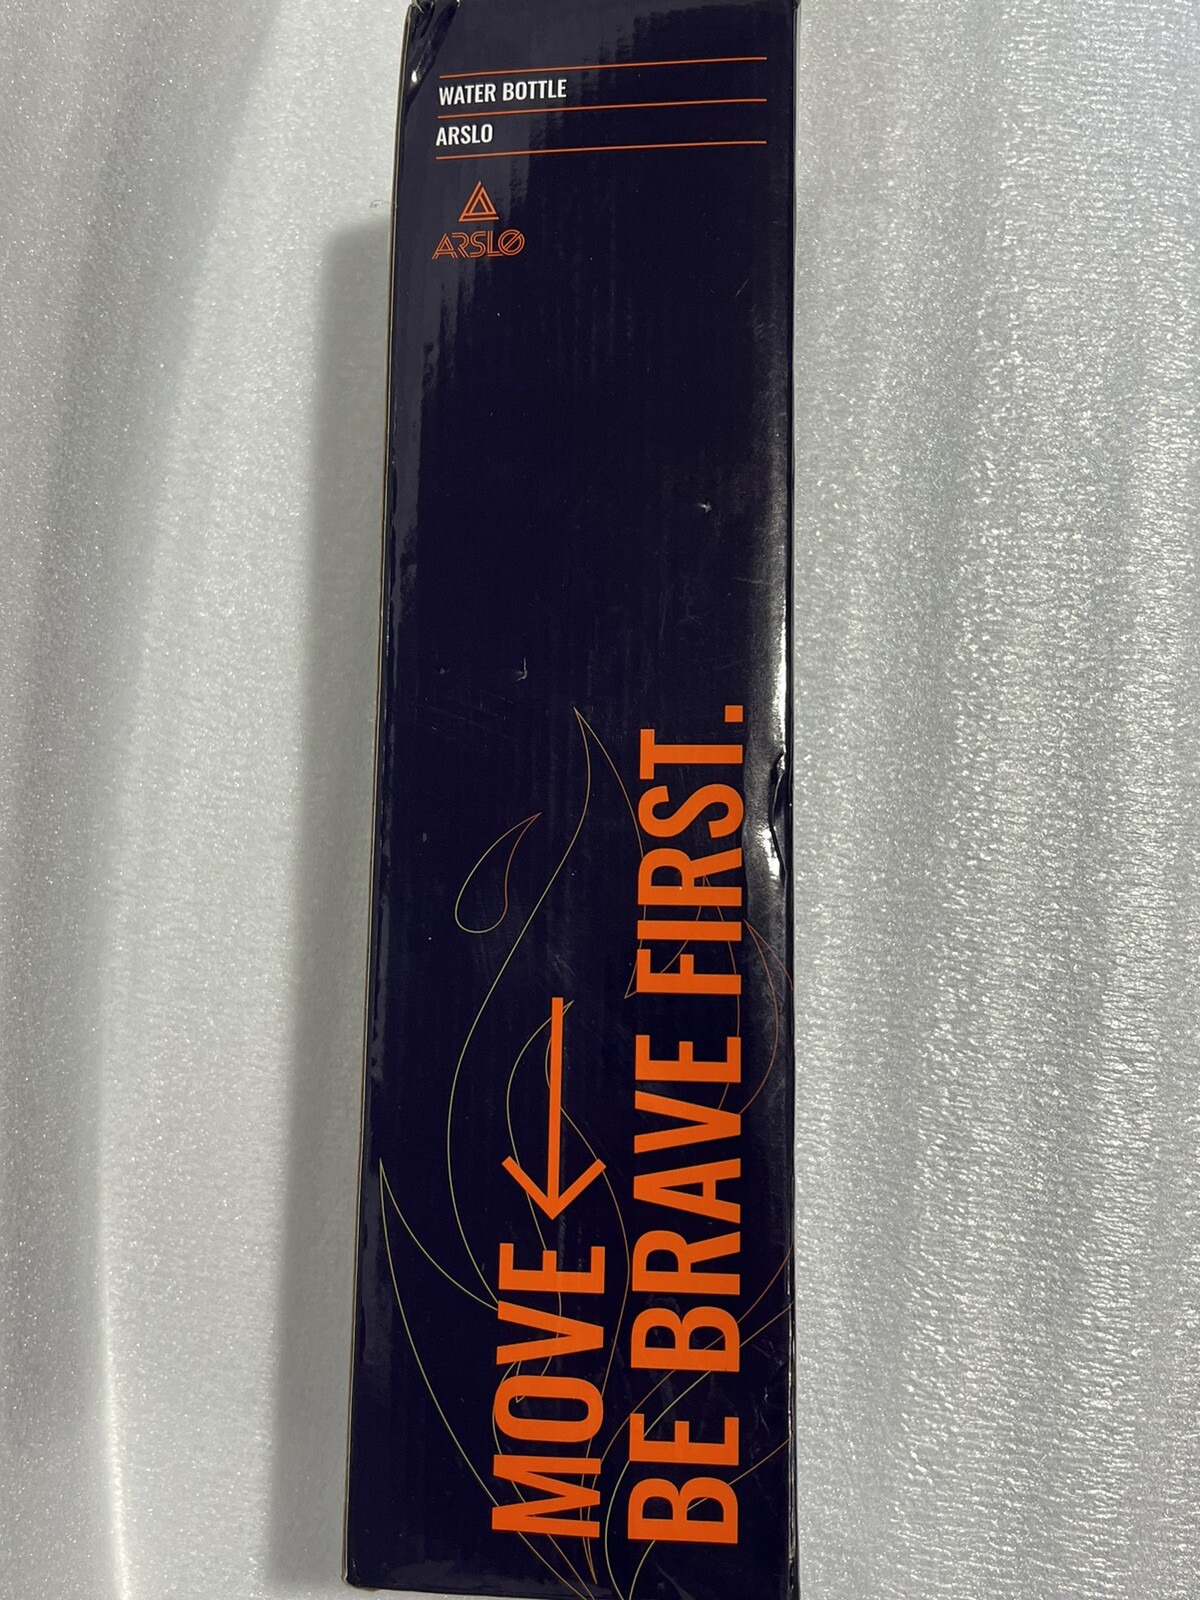 WATER BOTTLE
ARSLO
ARSLØ
MOVE
BE BRAVE FIRST.